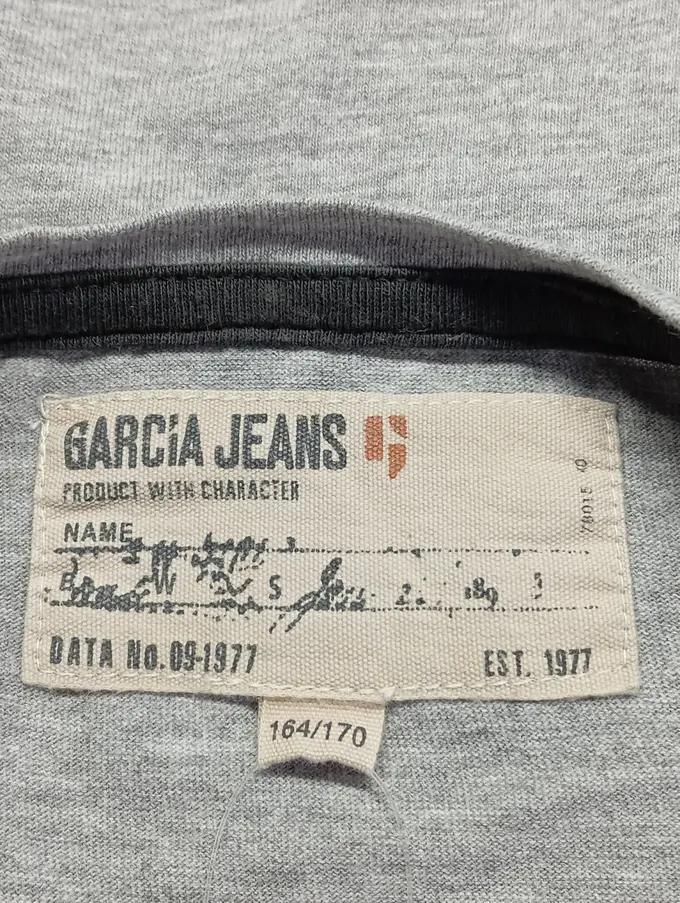 GARCiA JEANS
PRODUCT WITH CHARACTER
NAME
W S
DATA No.09-1977
EST. 1977
164/170